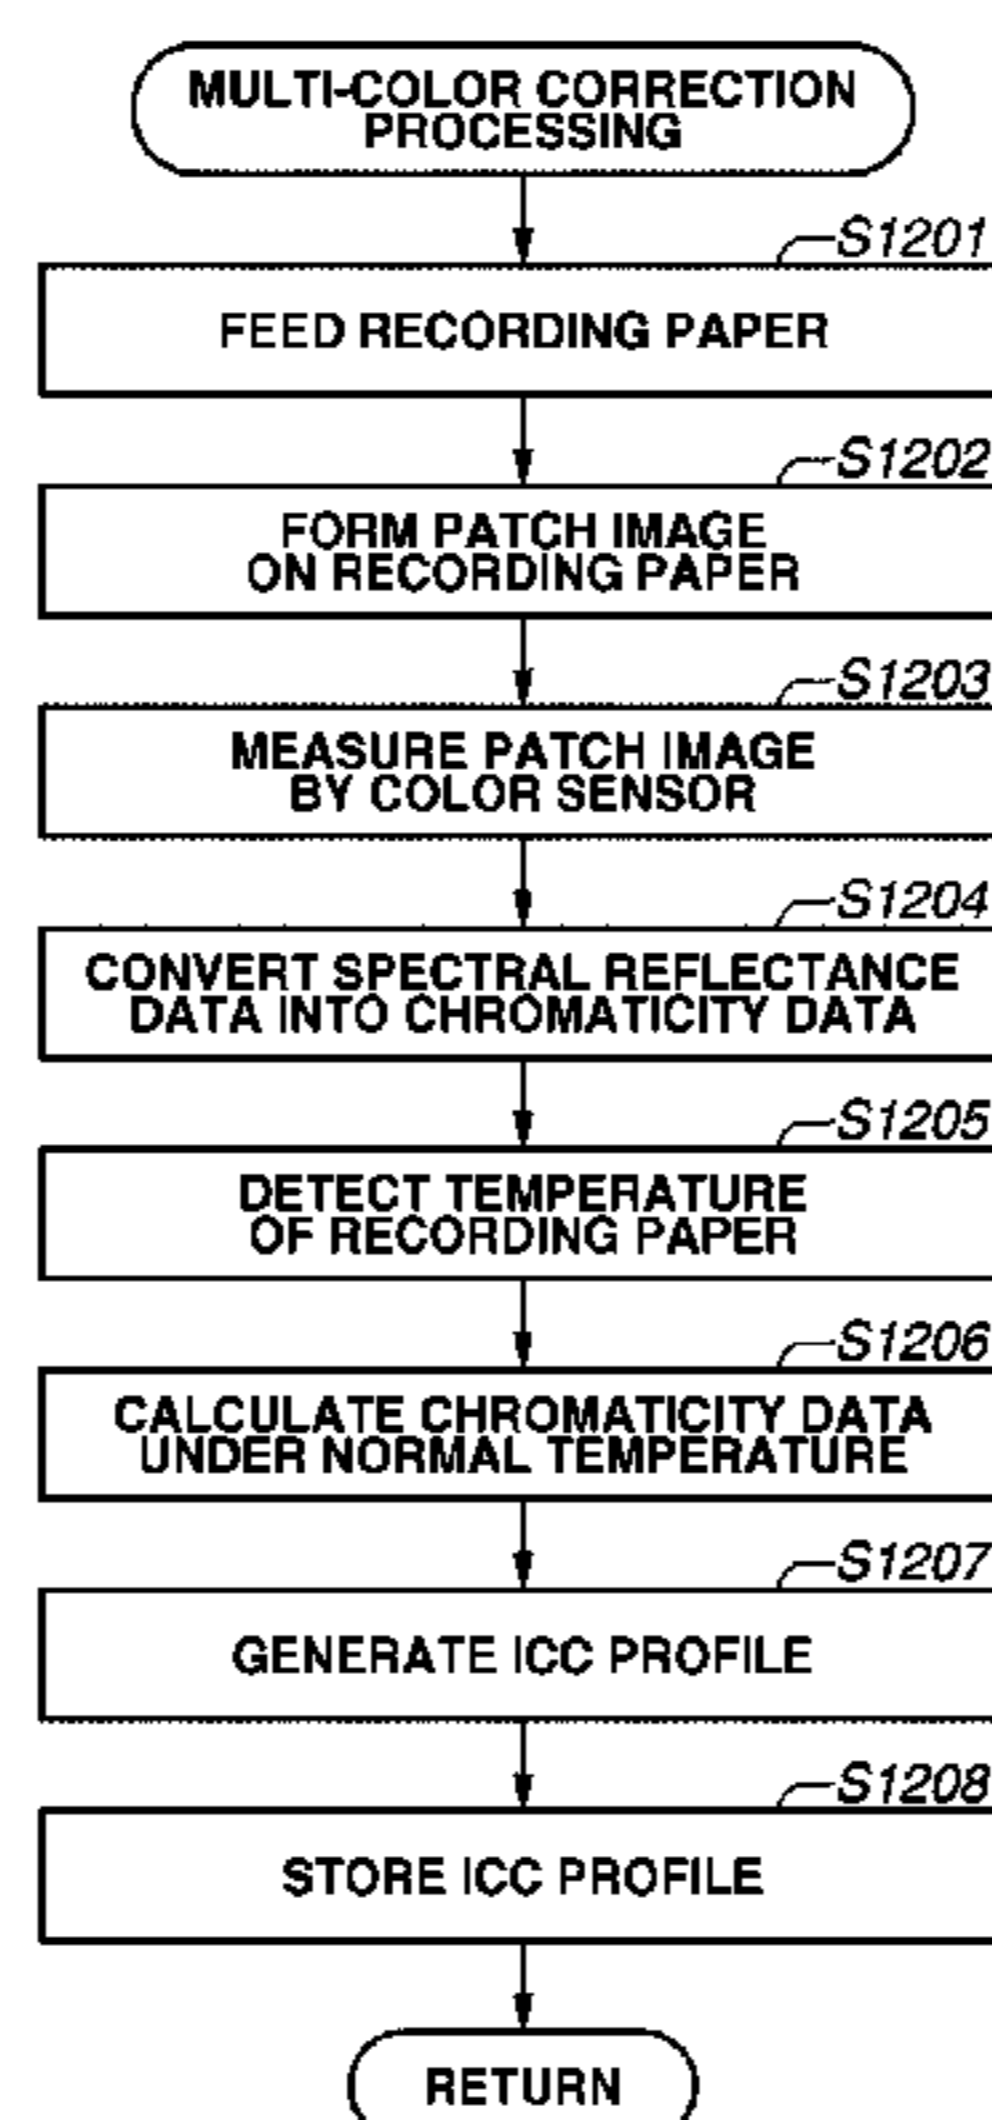 MULTI-COLOR CORRECTION
PROCESSING
S1201
FEED RECORDING PAPER
S1202
FORM PATCH IMAGE
ON RECORDING PAPER
S1203
MEASURE PATCH IMAGE
BY COLOR SENSOR
S1204
CONVERT SPECTRAL REFLECTANCE
DATA INTO CHROMATICITY DATA
S1205
DETECT TEMPERATURE
OF RECORDING PAPER
S1206
CALCULATE CHROMATICITY DATA
UNDER NORMAL TEMPERATURE
S1207
GENERATE ICC PROFILE
S1208
STORE ICC PROFILE
RETURN